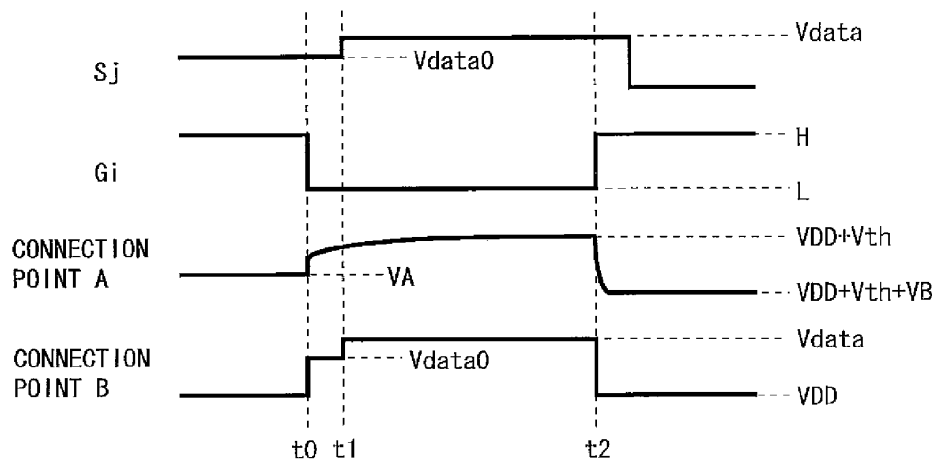 Vdata
Sj
Vdata0
H
Gi
L
VDD+Vth
CONNECTION
POINT A
VA
VDD+Vth+VB
Vdata
CONNECTION
POINT B
Vdata0
VDD
t0 t1 t2